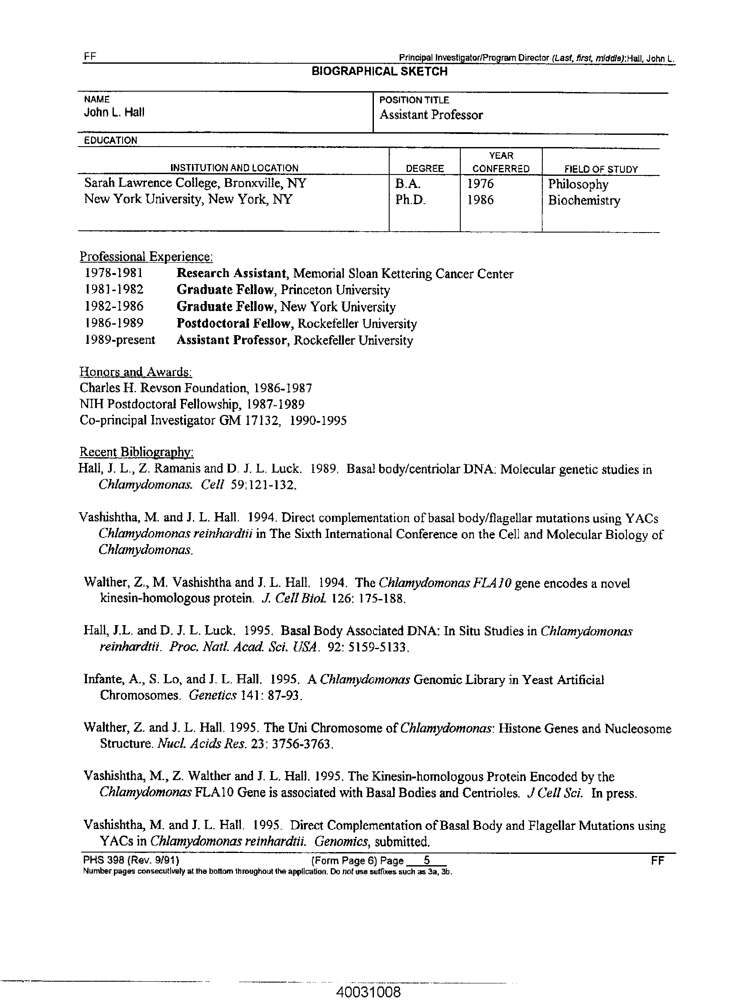 FF Principal Investigator/Program Director (Last, first, middle):Hall, John L.
BIOGRAPHICAL SKETCH
NAME POSITION TITLE
John L. Hall Assistant Professor
EDUCATION
INSTITUTION AND LOCATION DEGREE YEAR CONFERRED FIELD OF STUDY
Sarah Lawrence College, Bronxville, NY B.A. 1976 Philosophy
New York University, New York, NY Ph.D. 1986 Biochemistry
Professional Experience:
1978-1981 Research Assistant, Memorial Sloan Kettering Cancer Center
1981-1982 Graduate Fellow, Princeton University
1982-1986 Graduate Fellow, New York University
1986-1989 Postdoctoral Fellow, Rockefeller University
1989-present Assistant Professor, Rockefeller University
Honors and Awards:
Charles H. Revson Foundation, 1986-1987
NIH Postdoctoral Fellowship, 1987-1989
Co-principal Investigator GM 17132, 1990-1995
Recent Bibliography:
Hall, J. L., Z. Ramanis and D. J. L. Luck. 1989. Basal body/centriolar DNA: Molecular genetic studies in
Chlamydomonas. Cell 59:121-132.
Vashishtha, M. and J. L. Hall. 1994. Direct complementation of basal body/flagellar mutations using YACs
Chlamydomonas reinhardtii in The Sixth International Conference on the Cell and Molecular Biology of
Chlamydomonas.
Walther, Z., M. Vashishtha and J. L. Hall. 1994. The Chlamydomonas FLA10 gene encodes a novel
kinesin-homologous protein. J. Cell Biol. 126: 175-188.
Hall, J.L. and D. J. L. Luck. 1995. Basal Body Associated DNA: In Situ Studies in Chlamydomonas
reinhardtii. Proc. Natl. Acad. Sci. USA. 92: 5159-5133.
Infante, A., S. Lo, and J. L. Hall. 1995. A Chlamydomonas Genomic Library in Yeast Artificial
Chromosomes. Genetics 141: 87-93.
Walther, Z. and J. L. Hall. 1995. The Uni Chromosome of Chlamydomonas: Histone Genes and Nucleosome
Structure. Nucl. Acids Res. 23: 3756-3763.
Vashishtha, M., Z. Walther and J. L. Hall. 1995. The Kinesin-homologous Protein Encoded by the
Chlamydomonas FLA10 Gene is associated with Basal Bodies and Centrioles. J Cell Sci. In press.
Vashishtha, M. and J. L. Hall. 1995. Direct Complementation of Basal Body and Flagellar Mutations using
YACs in Chlamydomonas reinhardtii. Genomics, submitted.
PHS 398 (Rev. 9/91) (Form Page 6) Page 5 FF
Number pages consecutively at the bottom throughout the application. Do not use suffixes such as 3a, 3b.
40031008